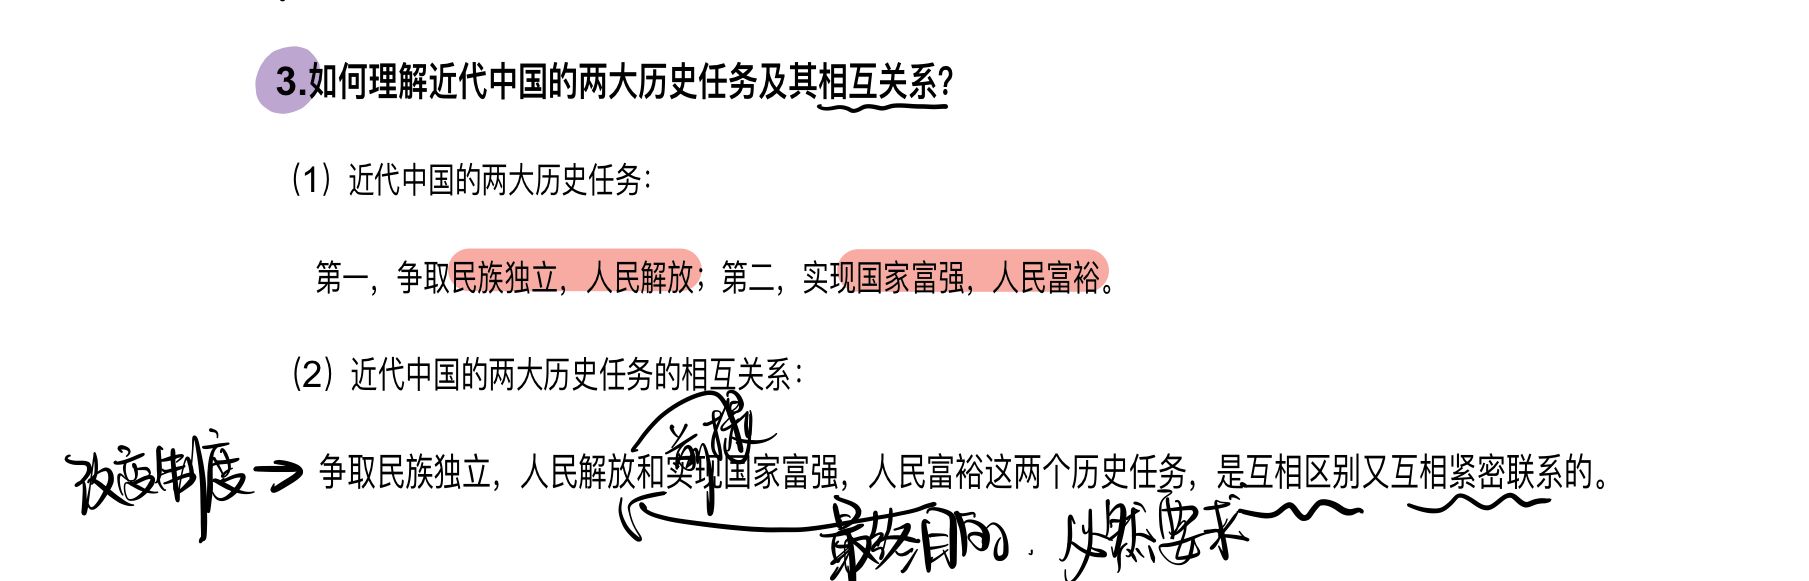 3.如何理解近代中国的两大历史任务及其相互关系?
（1）近代中国的两大历史任务：
第一，争取民族独立，人民解放；第二，实现国家富强，人民富裕。
（2）近代中国的两大历史任务的相互关系：
前提
改变制度→争取民族独立，人民解放和实现国家富强，人民富裕这两个历史任务，是互相区别又互相紧密联系的。
最终目的．必然要求